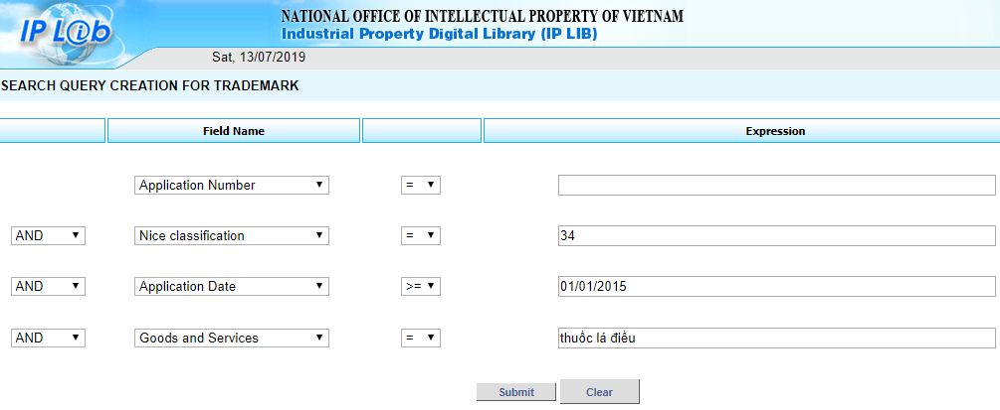 IP L@b
NATIONAL OFFICE OF INTELLECTUAL PROPERTY OF VIETNAM
Industrial Property Digital Library (IP LIB)
Sat, 13/07/2019
SEARCH QUERY CREATION FOR TRADEMARK
Field Name Expression
Application Number =
AND Nice classification = 34
AND Application Date >= 01/01/2015
AND Goods and Services = thuốc lá điếu
Submit Clear